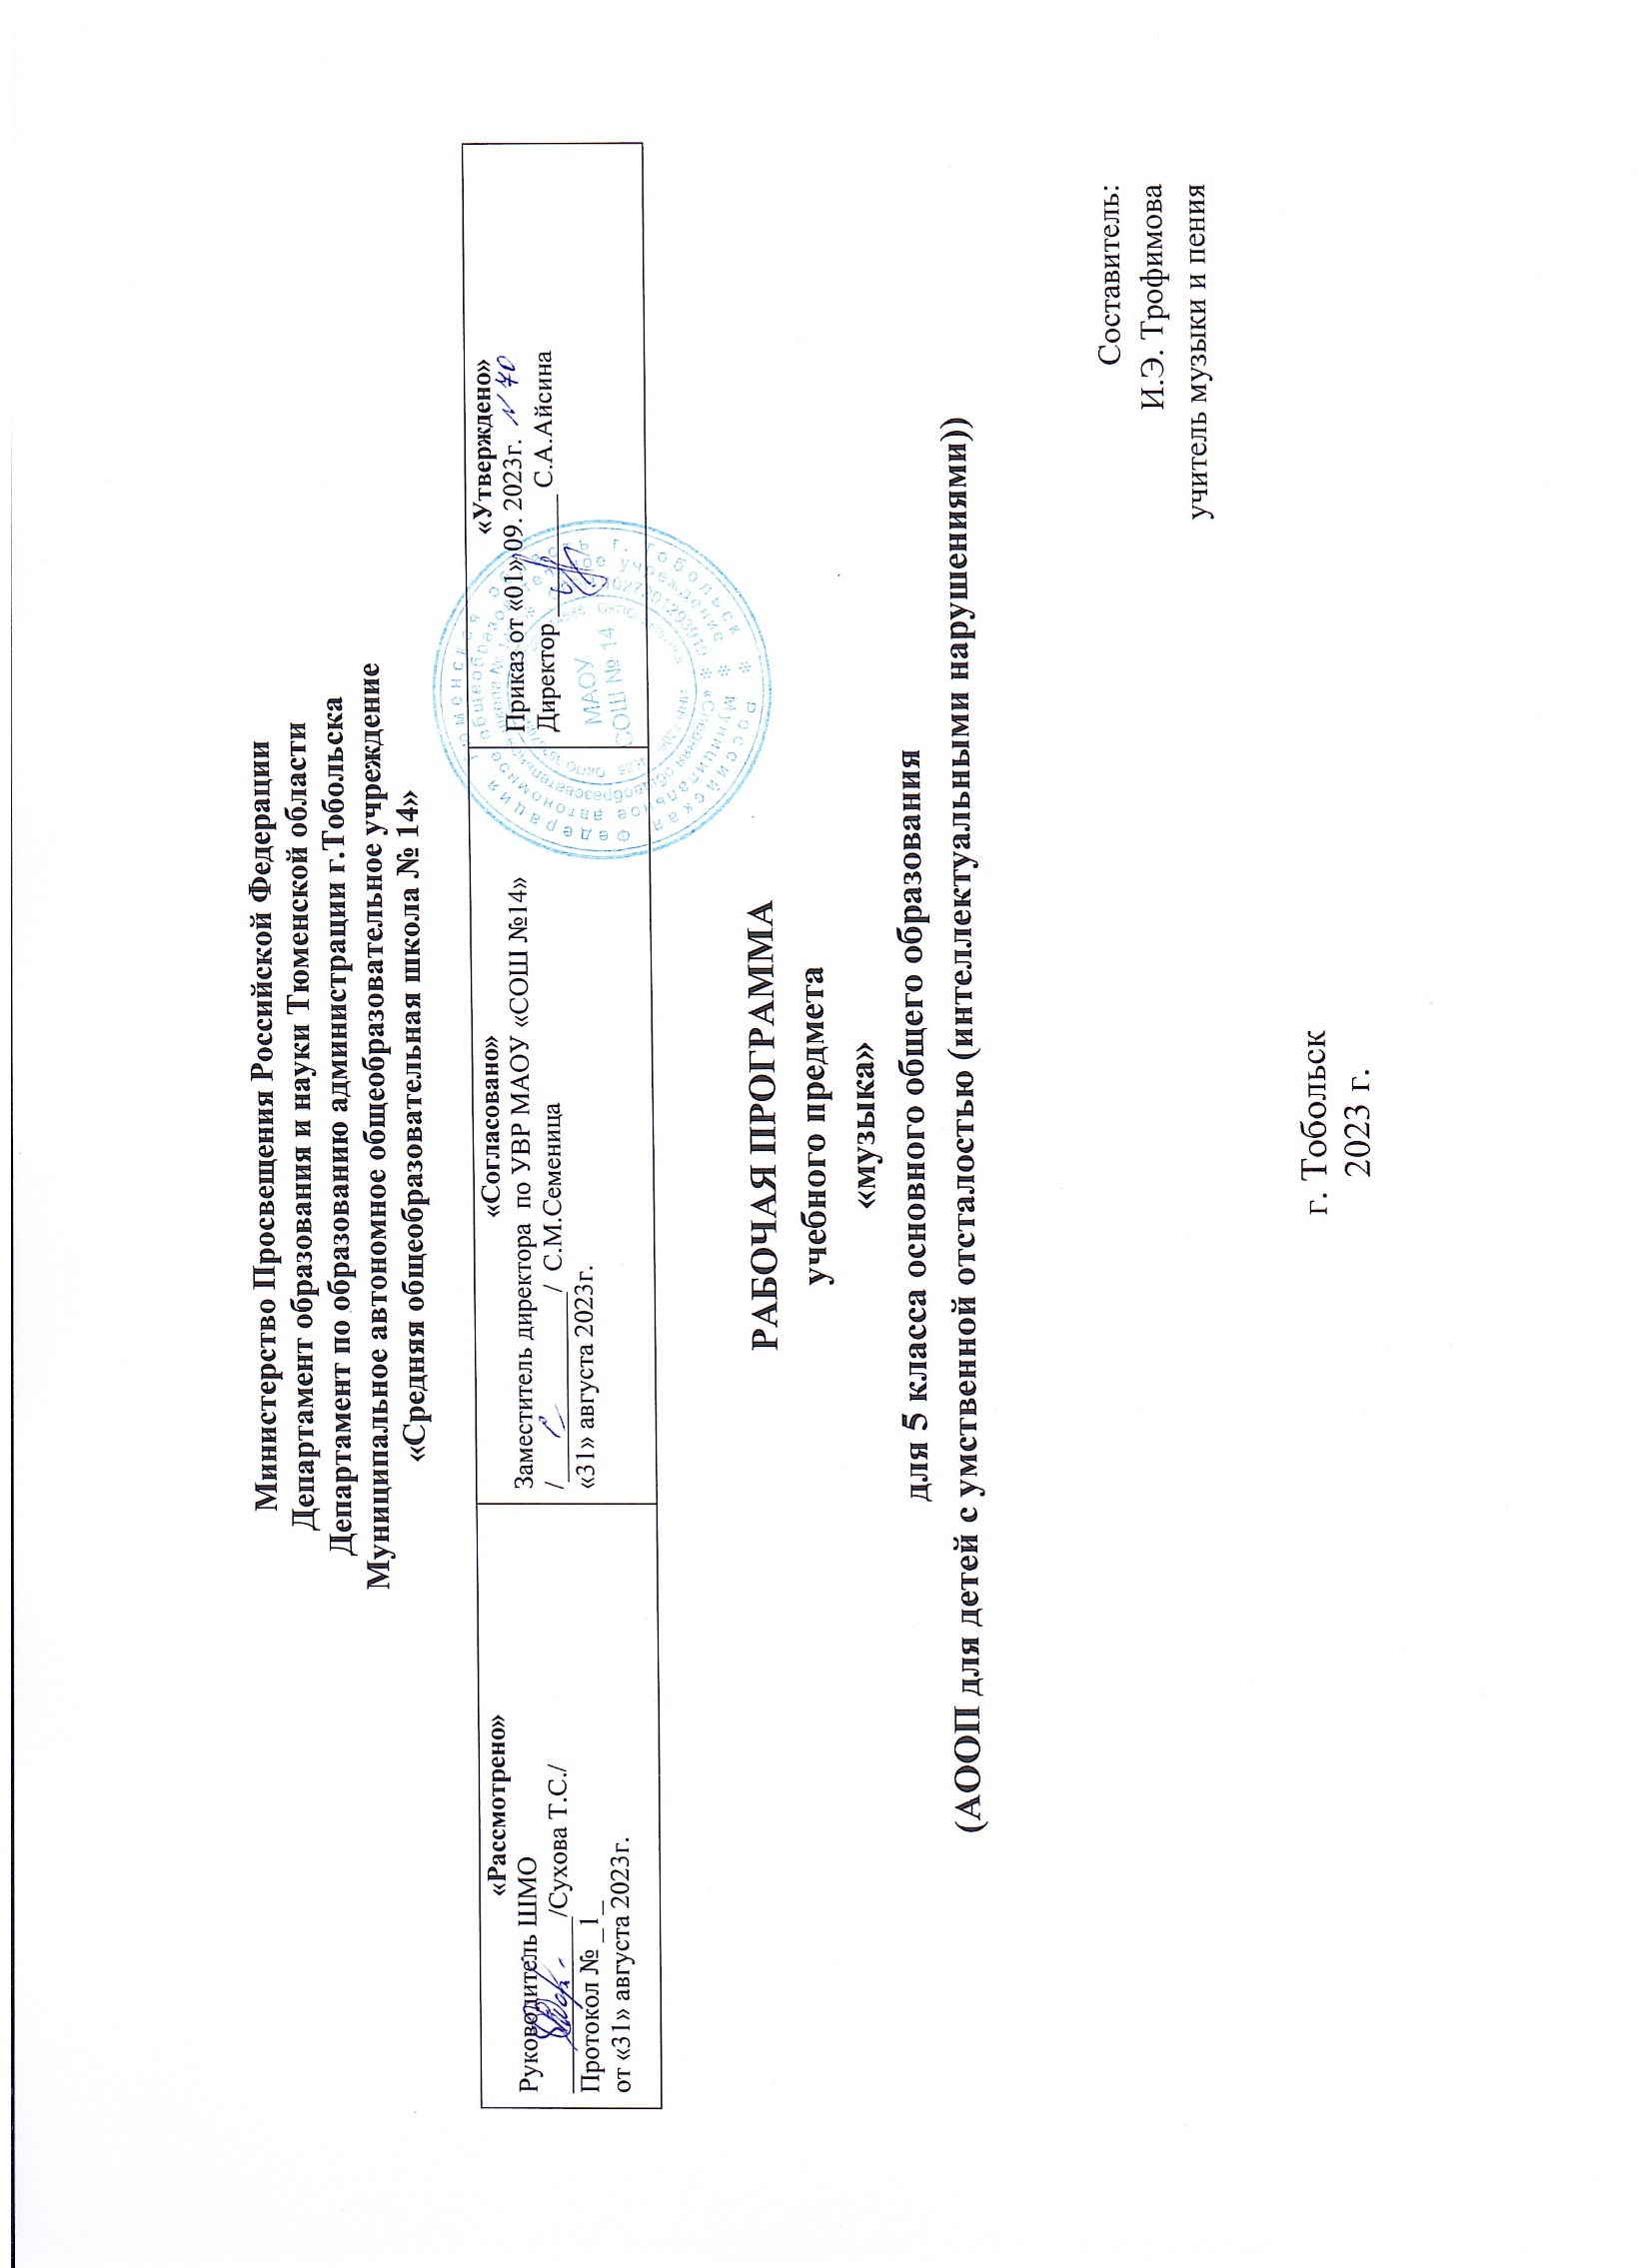 Министерство Просвещения Российской Федерации
Департамент образования и науки Тюменской области
Департамент по образованию администрации г.Тобольска
Муниципальное автономное общеобразовательное учреждение
«Средняя общеобразовательная школа № 14»
«Рассмотрено»
Руководитель ШМО
/Сухова Т.С./
Протокол № _1_
от «31» августа 2023г.
«Согласовано»
Заместитель директора по УВР МАОУ «СОШ №14»
/ / С.М.Семеница
«31» августа 2023г.
«Утверждено»
Приказ от «01»09. 2023г. № 70
Директор С.А.Айсина
МАОУ
СОШ № 14
РАБОЧАЯ ПРОГРАММА
учебного предмета
«музыка»
для 5 класса основного общего образования
(АООП для детей с умственной отсталостью (интеллектуальными нарушениями))
Составитель:
И.Э. Трофимова
учитель музыки и пения
г. Тобольск
2023 г.